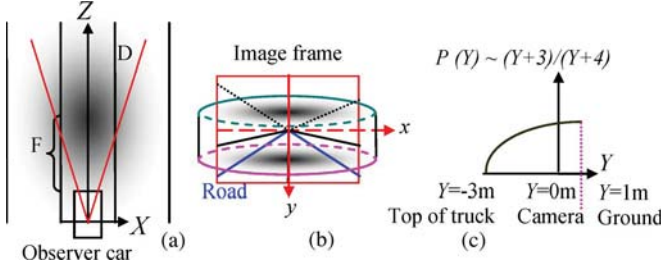 Z
D
F
X
Observer car
(a)
Image frame
x
Road
y
(b)
P (Y) ~ (Y+3)/(Y+4)
Y
Y=-3m Y=0m Y=1m
Top of truck Camera Ground
(c)